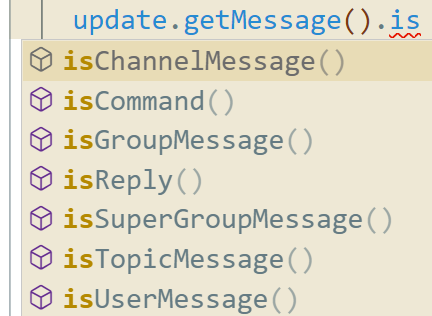 update.getMessage().is
isChannelMessage()
isCommand()
isGroupMessage()
isReply()
isSuperGroupMessage()
isTopicMessage()
isUserMessage()